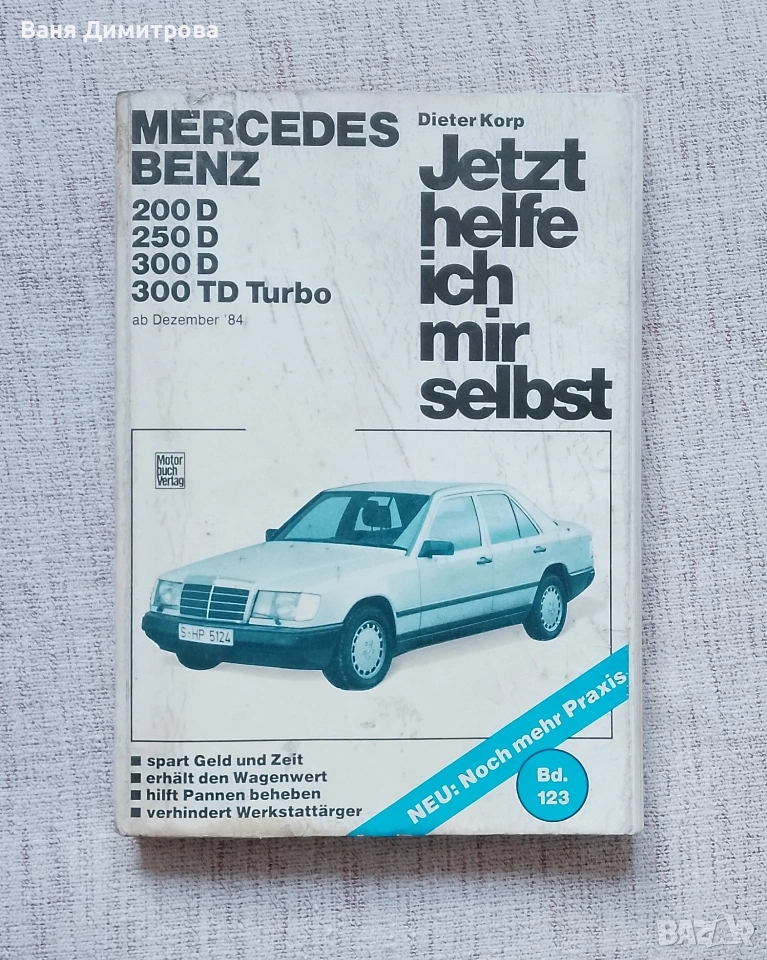 Ваня Димитрова
MERCEDES
BENZ
200 D
250 D
300 D
300 TD Turbo
ab Dezember '84
Dieter Korp
Jetzt
helfe
ich
mir
selbst
Motor
buch
Verlag
S-HP 5124
spart Geld und Zeit
erhält den Wagenwert
hilft Pannen beheben
verhindert Werkstattärger
NEU: Noch mehr Praxis
Bd.
123
BAZAR